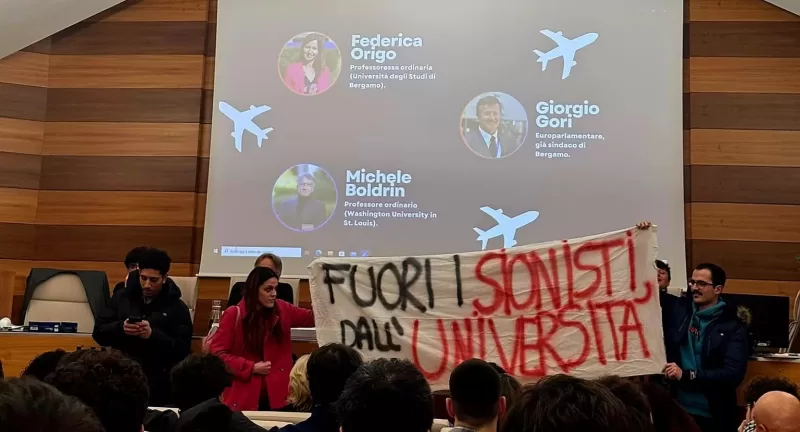 Federica
Origo
Professoressa ordinaria
(Università degli Studi di
Bergamo).
Giorgio
Gori
Europarlamentare,
già sindaco di
Bergamo.
Michele
Boldrin
Professore ordinario
(Washington University in
St. Louis).
FUORI I SIONISTI
DALL' UNIVERSITÀ